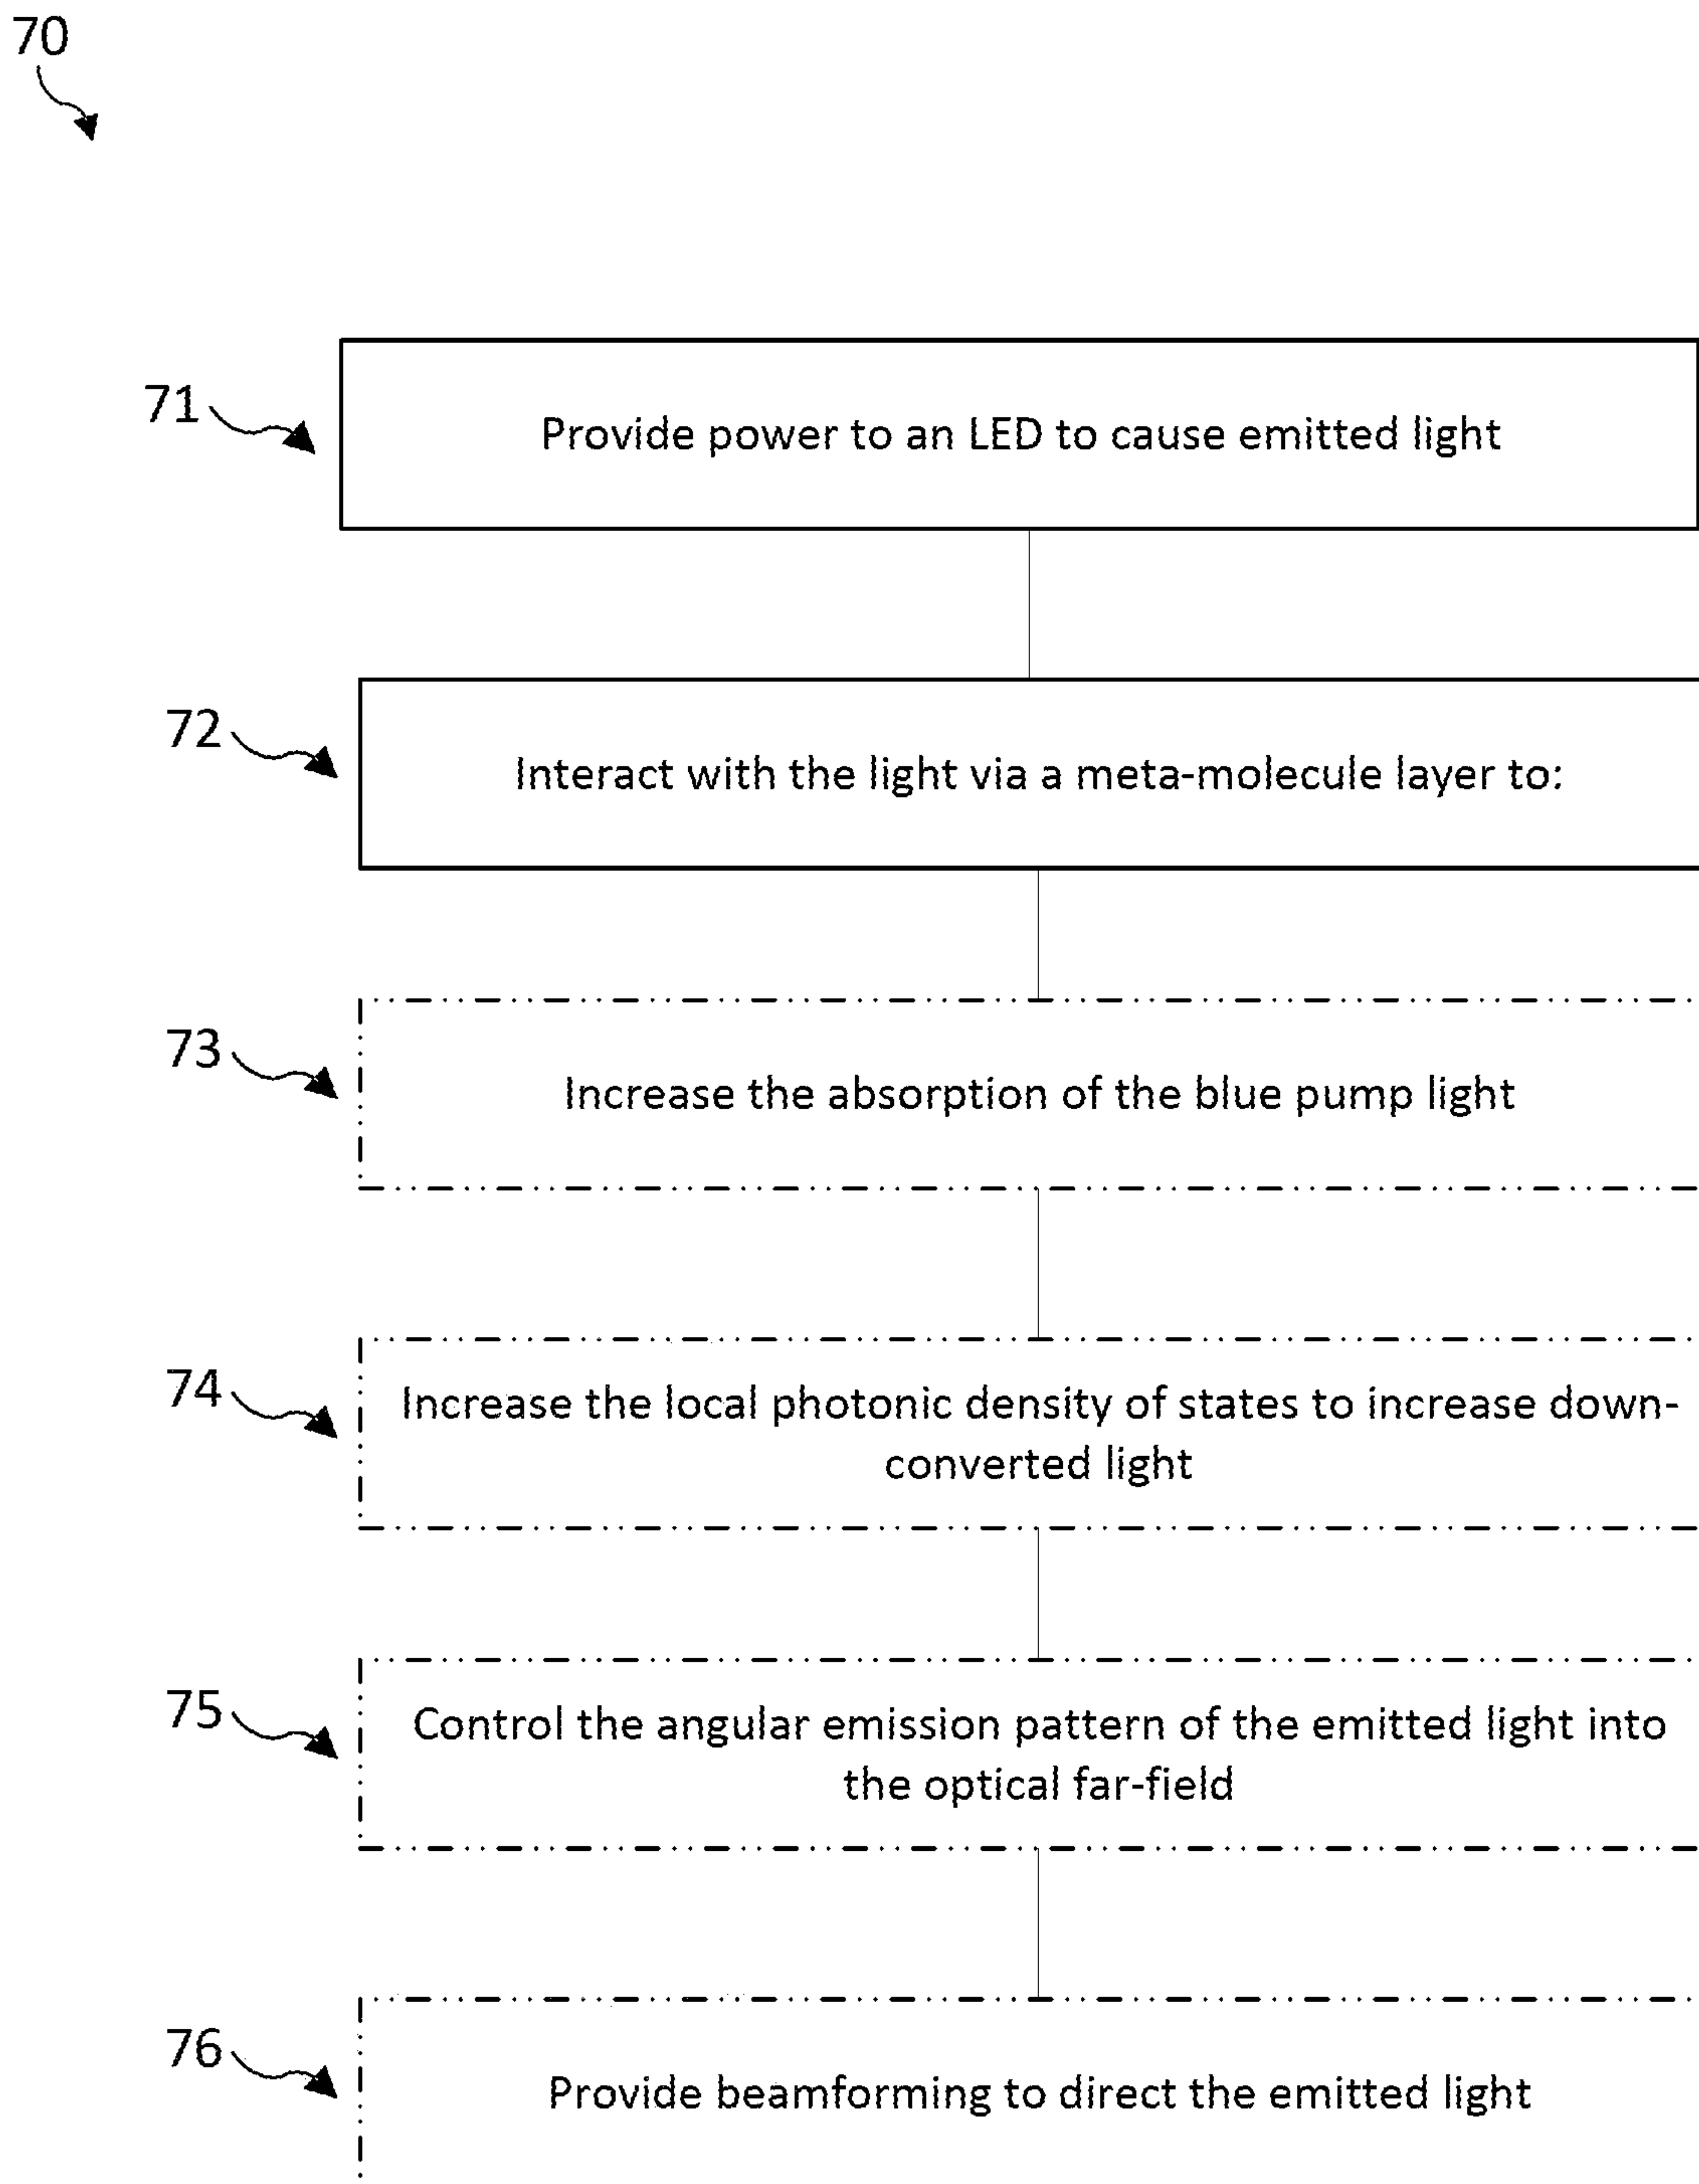 70
71
Provide power to an LED to cause emitted light
72
Interact with the light via a meta-molecule layer to:
73
Increase the absorption of the blue pump light
74
Increase the local photonic density of states to increase down-
converted light
75
Control the angular emission pattern of the emitted light into
the optical far-field
76
Provide beamforming to direct the emitted light